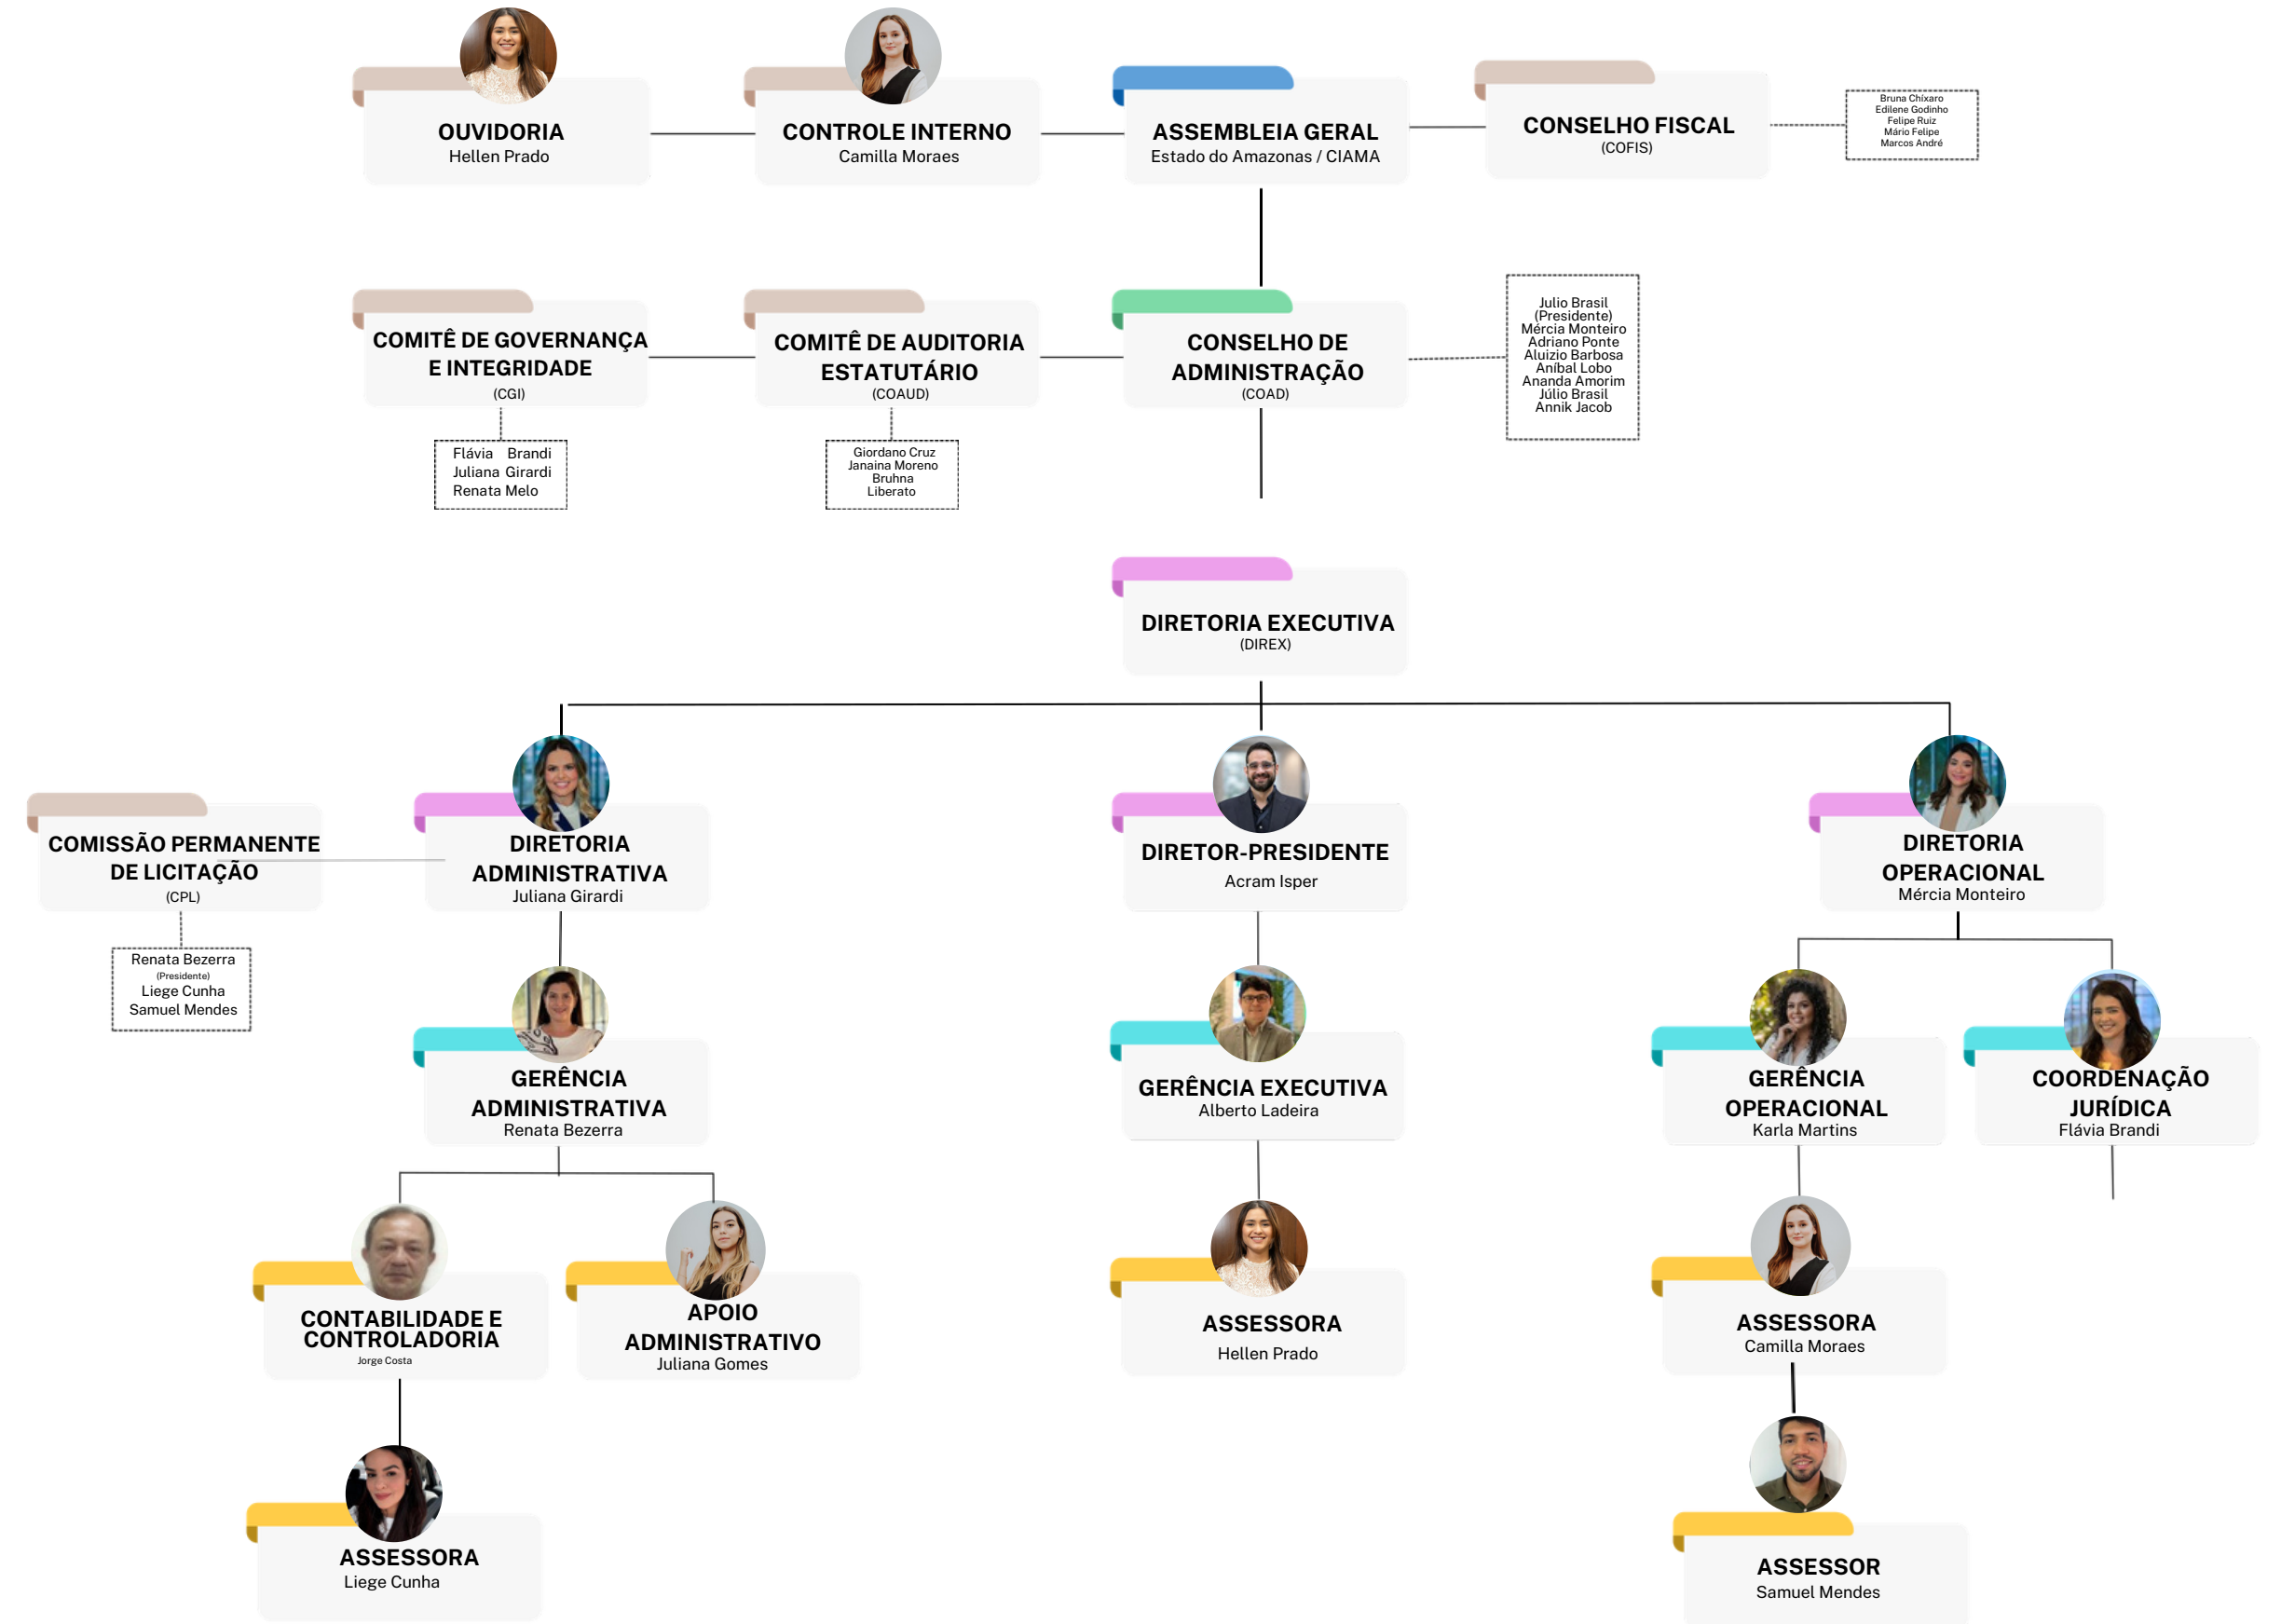 OUVIDORIA
Hellen Prado
CONTROLE INTERNO
Camilla Moraes
ASSEMBLEIA GERAL
Estado do Amazonas / CIAMA
CONSELHO FISCAL
(COFIS)
Bruna Chíxaro
Edilene Godinho
Felipe Ruiz
Mário Felipe
Marcos André
COMITÊ DE GOVERNANÇA
E INTEGRIDADE
(CGI)
Flávia Brandi
Juliana Girardi
Renata Melo
COMITÊ DE AUDITORIA
ESTATUTÁRIO
(COAUD)
Giordano Cruz
Janaina Moreno
Bruhna
Liberato
CONSELHO DE
ADMINISTRAÇÃO
(COAD)
Julio Brasil
(Presidente)
Mércia Monteiro
Adriano Ponte
Aluizio Barbosa
Aníbal Lobo
Ananda Amorim
Júlio Brasil
Annik Jacob
DIRETORIA EXECUTIVA
(DIREX)
COMISSÃO PERMANENTE
DE LICITAÇÃO
(CPL)
Renata Bezerra
(Presidente)
Liege Cunha
Samuel Mendes
DIRETORIA
ADMINISTRATIVA
Juliana Girardi
DIRETOR-PRESIDENTE
Acram Isper
DIRETORIA
OPERACIONAL
Mércia Monteiro
GERÊNCIA
ADMINISTRATIVA
Renata Bezerra
GERÊNCIA EXECUTIVA
Alberto Ladeira
GERÊNCIA
OPERACIONAL
Karla Martins
COORDENAÇÃO
JURÍDICA
Flávia Brandi
CONTABILIDADE E
CONTROLADORIA
Jorge Costa
APOIO
ADMINISTRATIVO
Juliana Gomes
ASSESSORA
Hellen Prado
ASSESSORA
Camilla Moraes
ASSESSORA
Liege Cunha
ASSESSOR
Samuel Mendes